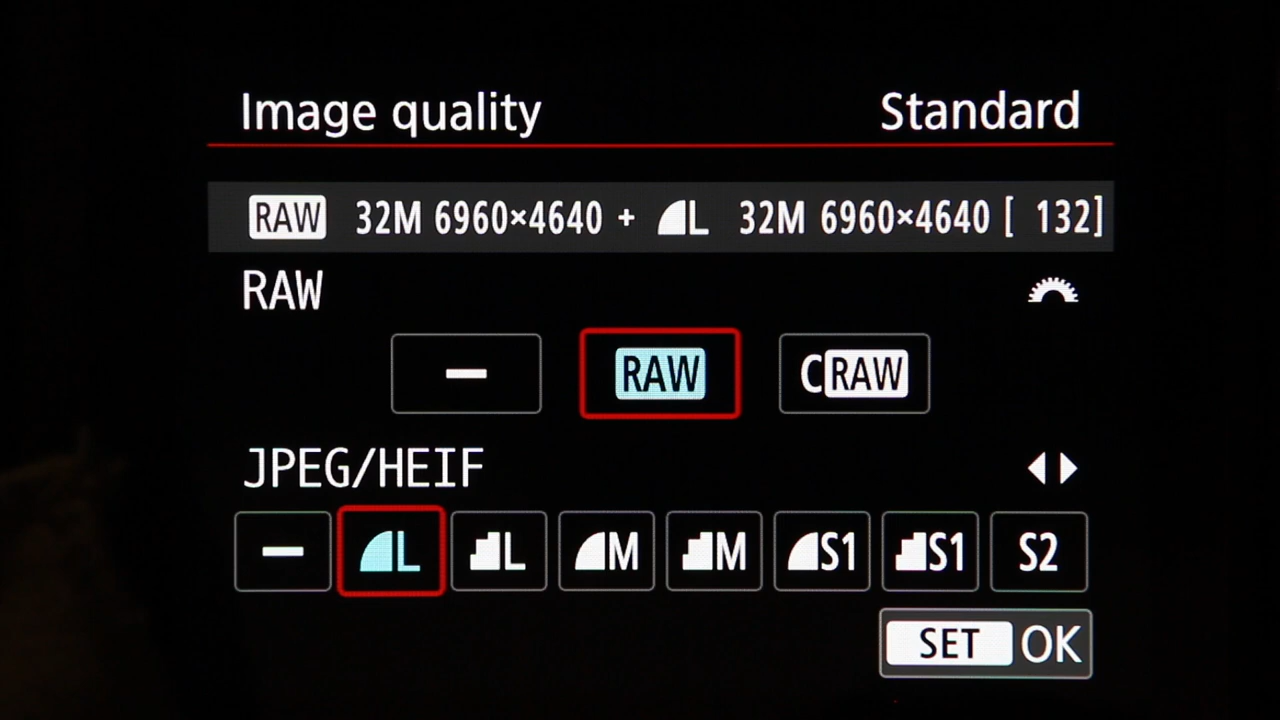 Image quality Standard
RAW 32M 6960×4640 + L 32M 6960×4640 [ 132]
RAW
— RAW CRAW
JPEG/HEIF
— L L M M S1 S1 S2
SET OK